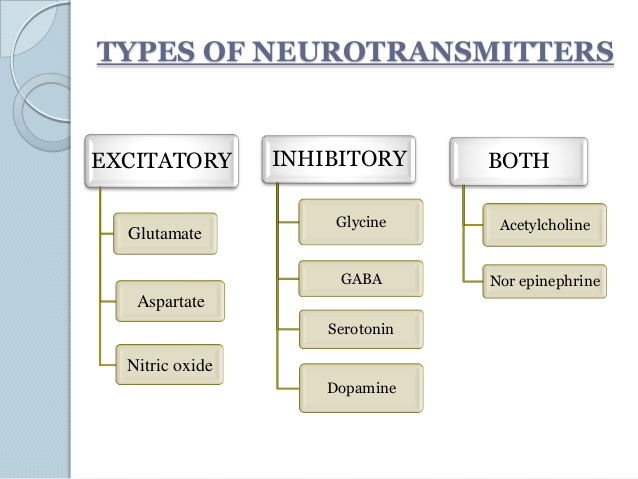 TYPES OF NEUROTRANSMITTERS
EXCITATORY
Glutamate
Aspartate
Nitric oxide
INHIBITORY
Glycine
GABA
Serotonin
Dopamine
BOTH
Acetylcholine
Nor epinephrine